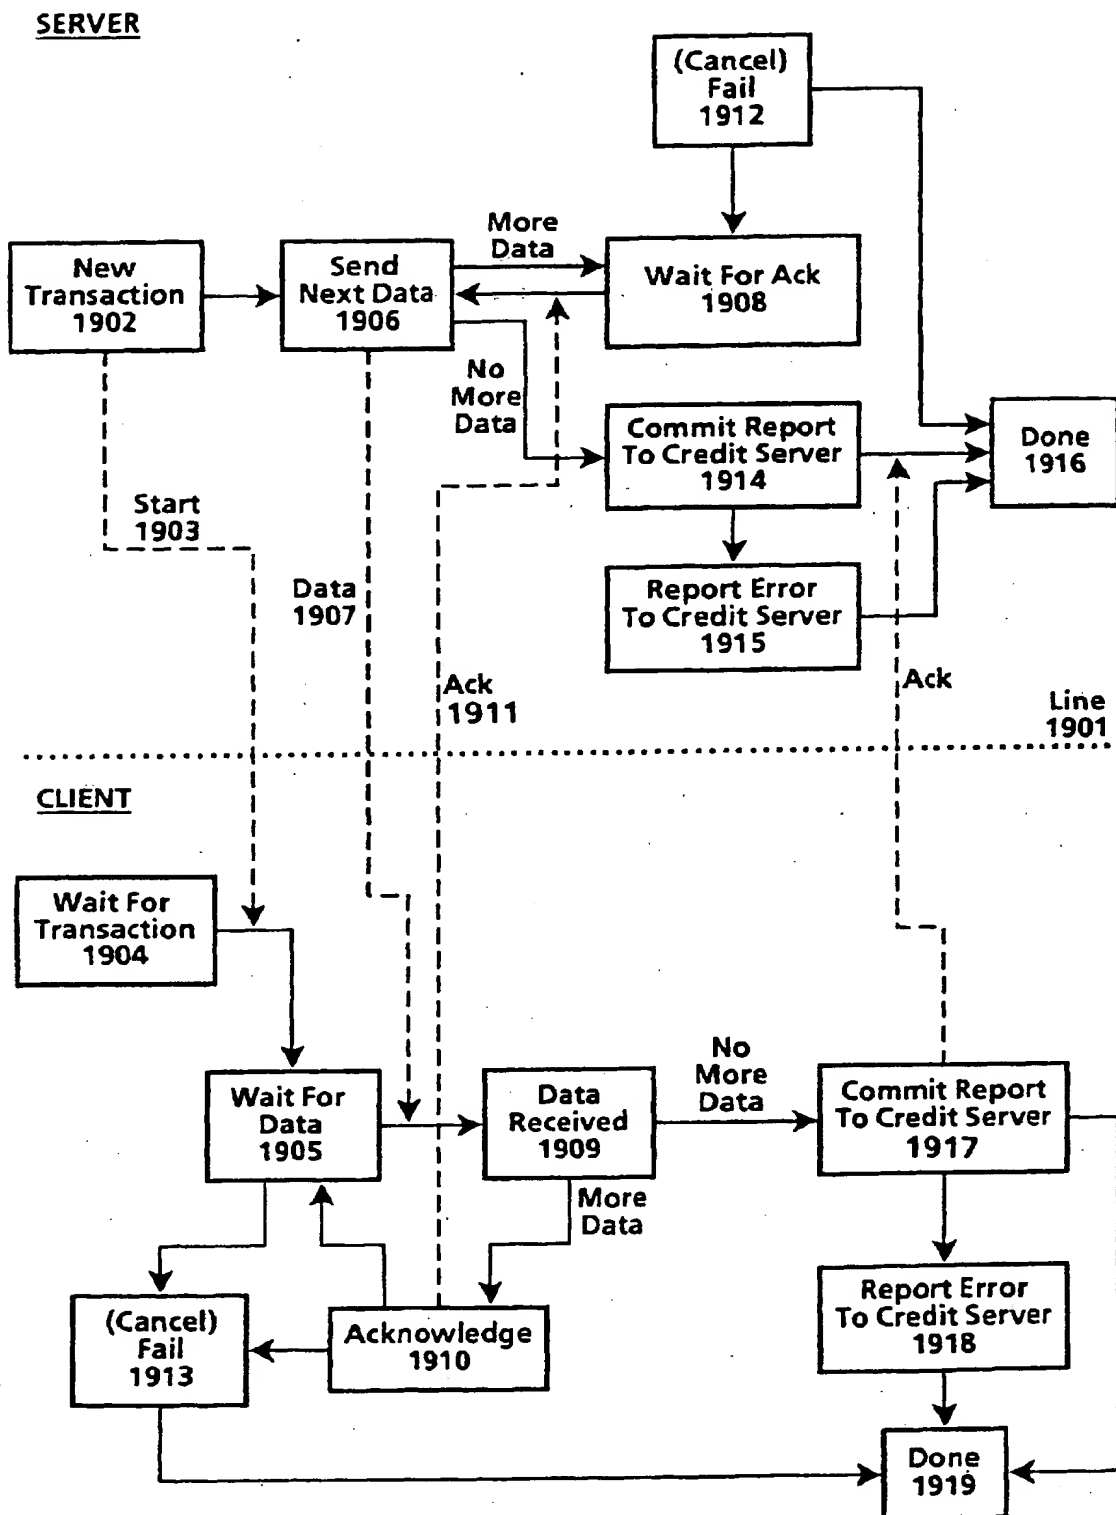 SERVER
(Cancel)
Fail
1912
New
Transaction
1902
Send
Next Data
1906
More
Data
Wait For Ack
1908
No
More
Data
Commit Report
To Credit Server
1914
Done
1916
Start
1903
Data
1907
Report Error
To Credit Server
1915
Ack
1911
Ack
Line
1901
CLIENT
Wait For
Transaction
1904
Wait For
Data
1905
Data
Received
1909
No
More
Data
Commit Report
To Credit Server
1917
More
Data
(Cancel)
Fail
1913
Acknowledge
1910
Report Error
To Credit Server
1918
Done
1919